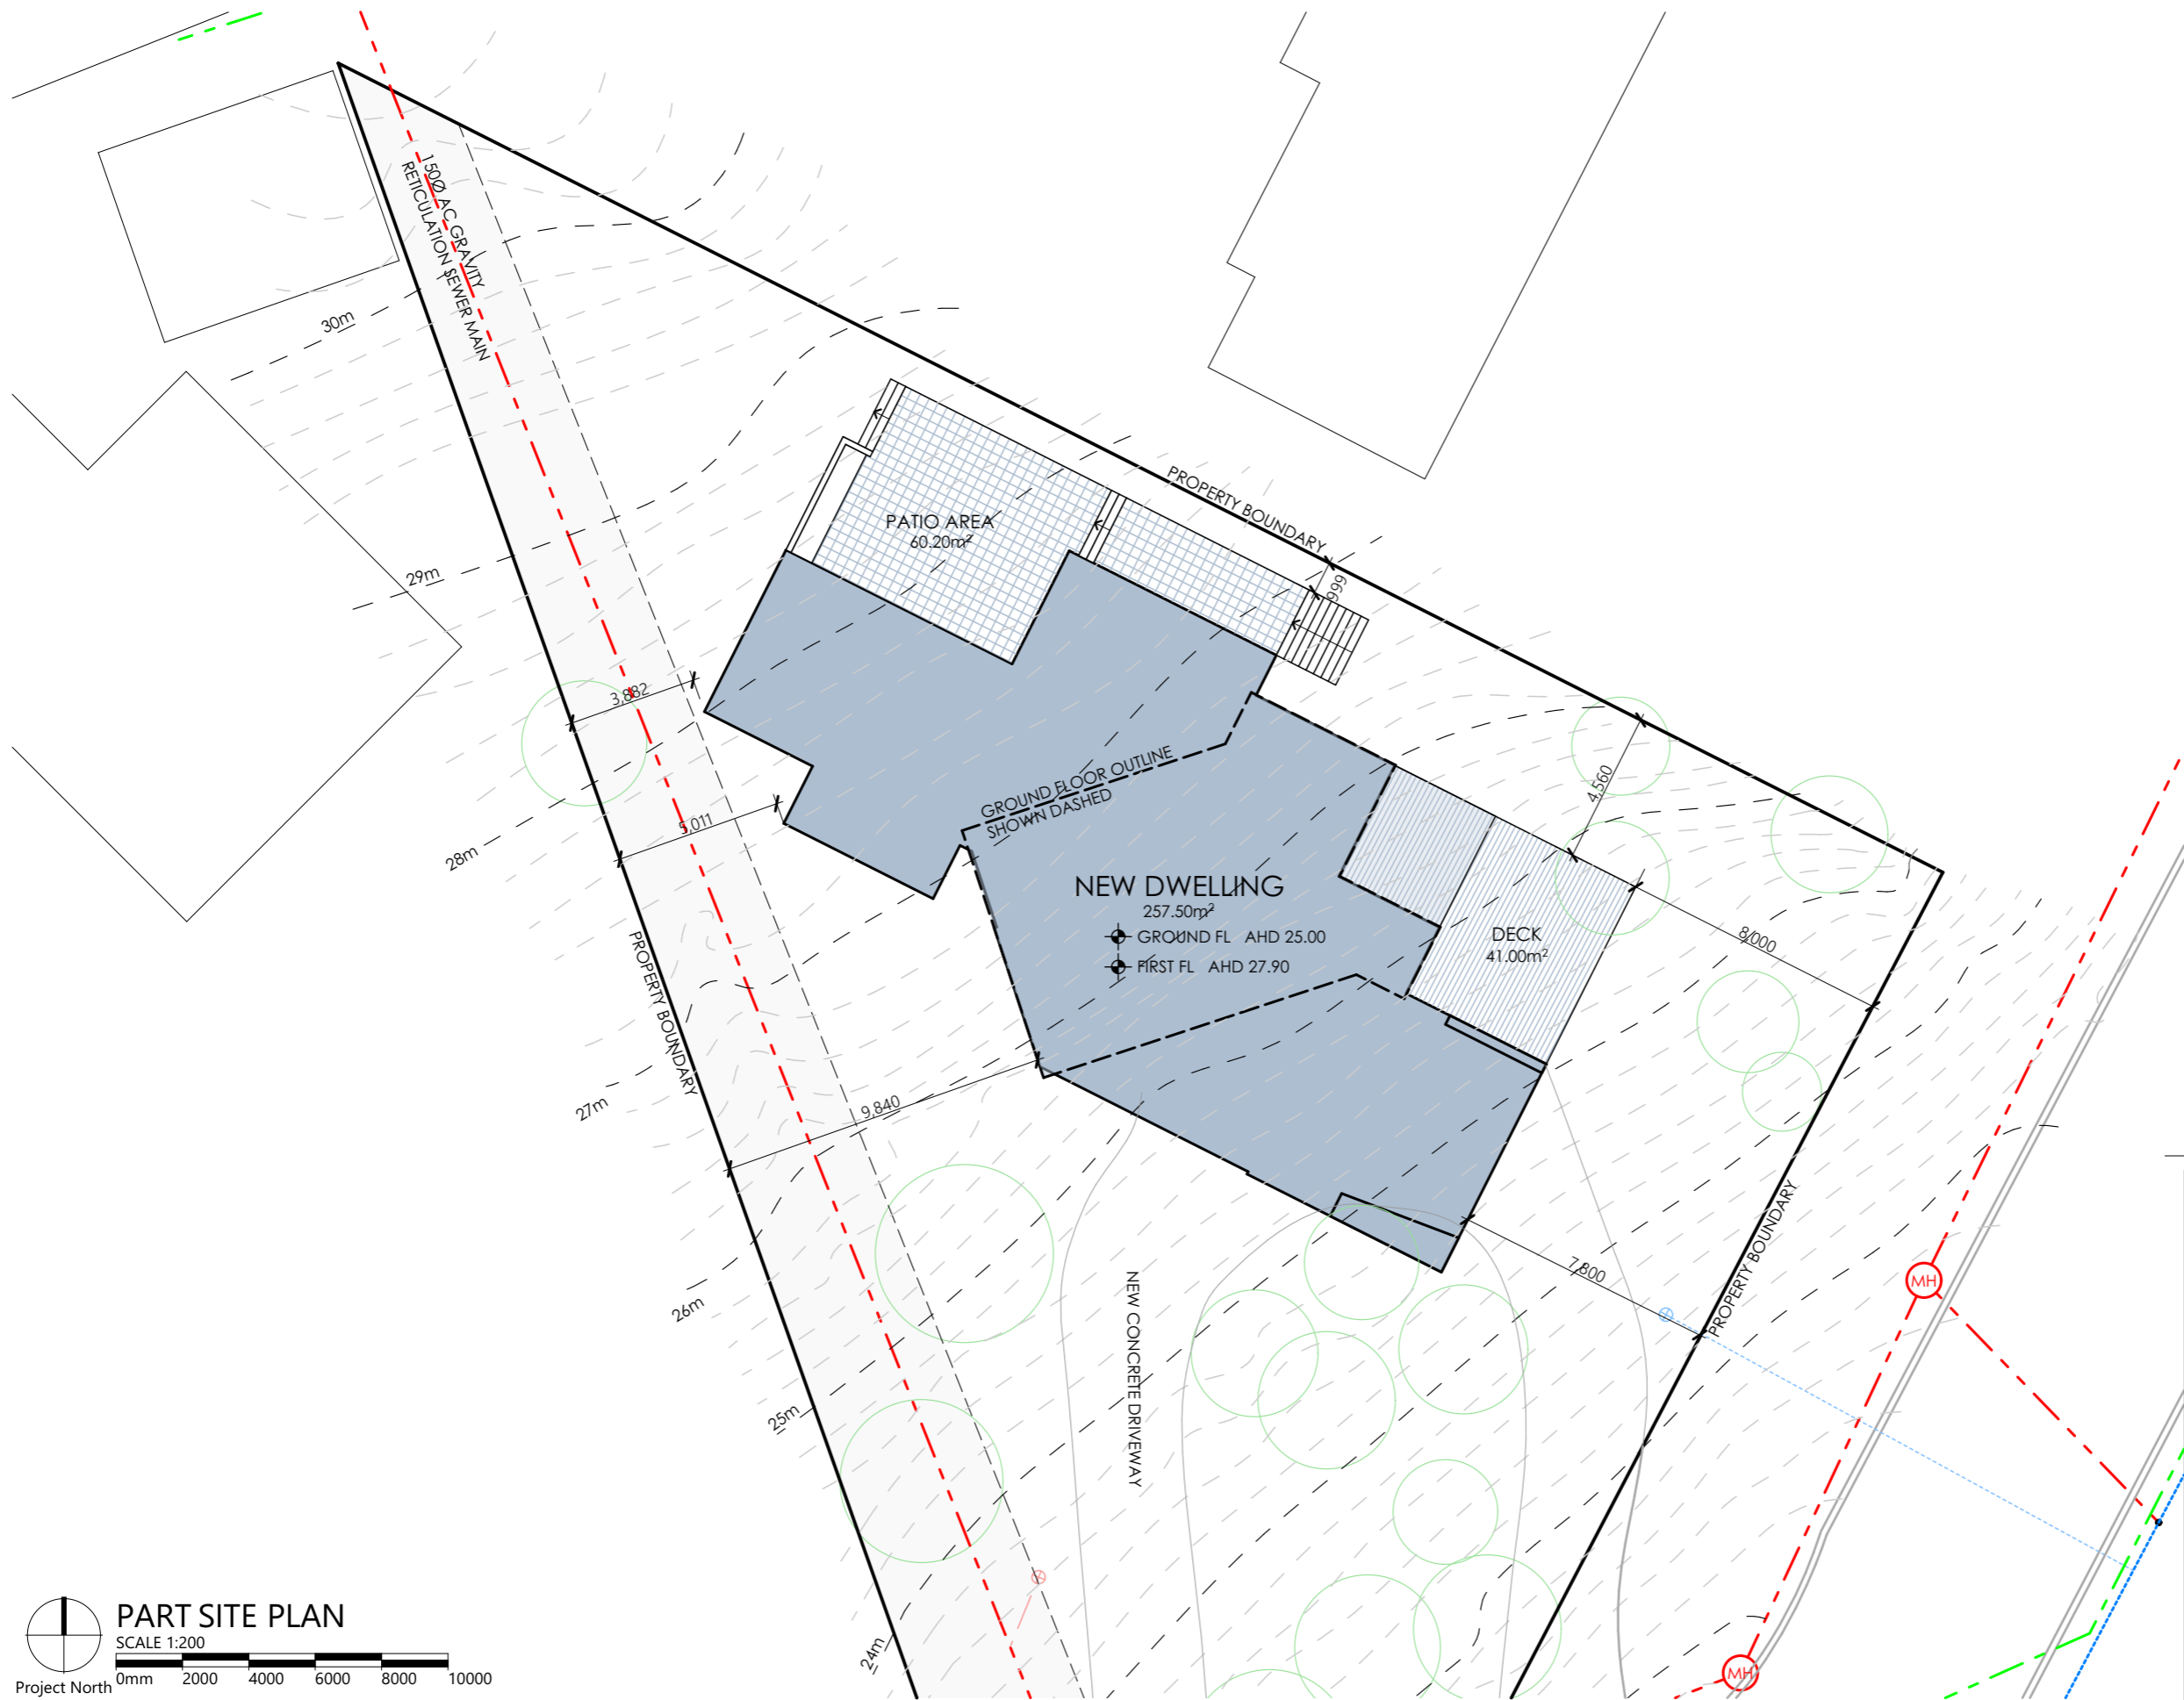 150Ø AC GRAVITY
RETICULATION SEWER MAIN
30m
PROPERTY BOUNDARY
PATIO AREA
60.20m²
999
29m
3,882
4,560
GROUND FLOOR OUTLINE
SHOWN DASHED
5,011
28m
NEW DWELLING
257.50m²
GROUND FL AHD 25.00
FIRST FL AHD 27.90
DECK
41.00m²
8,000
PROPERTY BOUNDARY
27m
9,840
PROPERTY BOUNDARY
7,800
MH
26m
NEW CONCRETE DRIVEWAY
25m
24m
MH
PART SITE PLAN
SCALE 1:200
0mm 2000 4000 6000 8000 10000
Project North